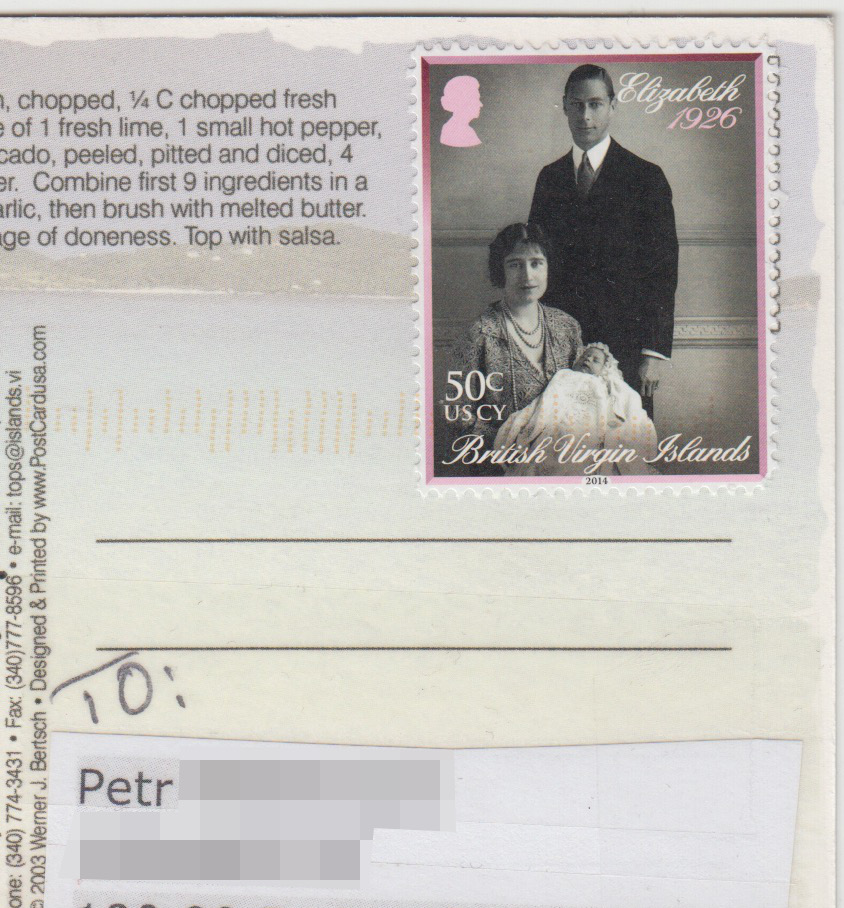 , chopped, ¼ C chopped fresh
e of 1 fresh lime, 1 small hot pepper,
cado, peeled, pitted and diced, 4
er. Combine first 9 ingredients in a
arlic, then brush with melted butter.
age of doneness. Top with salsa.
Elizabeth
1926
50C
US CY
British Virgin Islands
2014
one: (340) 774-3431 • Fax: (340)777-8596 • e-mail: tops@islands.vi
© 2003 Werner J. Bertsch • Designed & Printed by www.PostCardusa.com
TO:
Petr